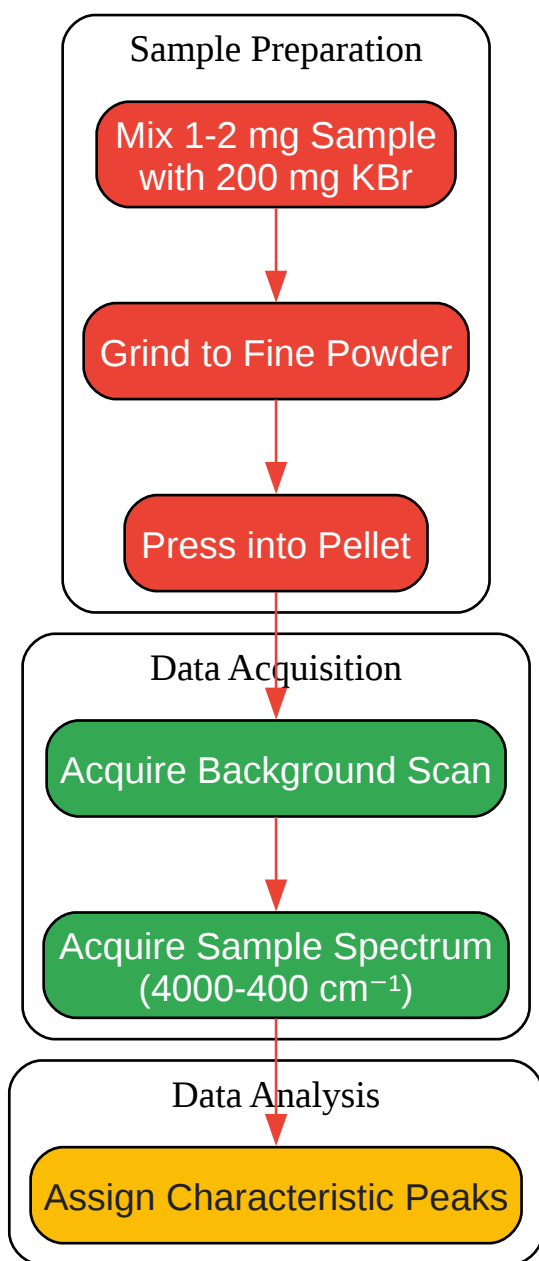 Sample Preparation
Mix 1-2 mg Sample
with 200 mg KBr
Grind to Fine Powder
Press into Pellet
Data Acquisition
Acquire Background Scan
Acquire Sample Spectrum
(4000-400 cm⁻¹)
Data Analysis
Assign Characteristic Peaks